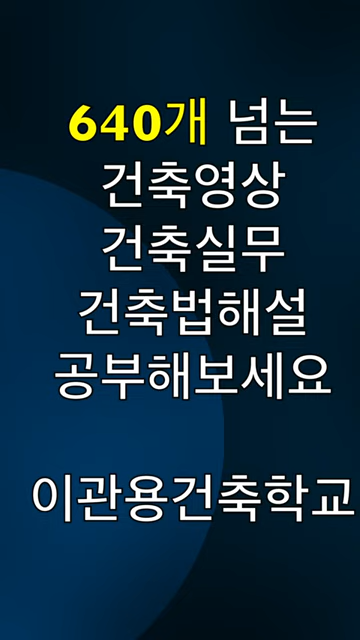 640개 넘는
건축영상
건축실무
건축법해설
공부해보세요
이관용건축학교